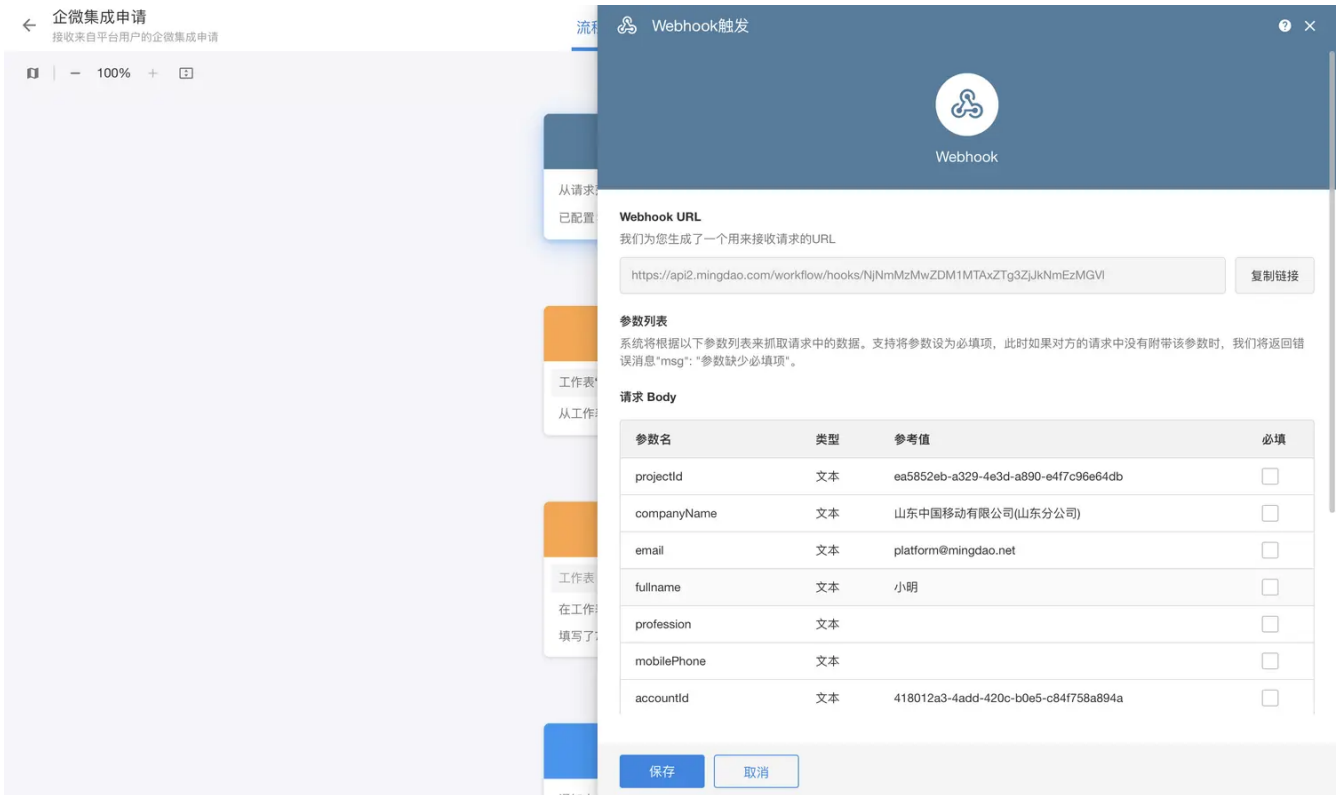 企微集成申请
接收来自平台用户的企微集成申请
流程
100%
从请求
已配置
工作表
从工作
工作表
在工作
填写了
Webhook触发
Webhook
Webhook URL
我们为您生成了一个用来接收请求的URL
https://api2.mingdao.com/workflow/hooks/NjNmMzMwZDM1MTAxZTg3ZjJkNmEzMGVl
复制链接
参数列表
系统将根据以下参数列表来抓取请求中的数据。支持将参数设为必填项，此时如果对方的请求中没有附带该参数时，我们将返回错
误消息"msg": "参数缺少必填项"。
请求 Body
参数名 类型 参考值 必填
projectId 文本 ea5852eb-a329-4e3d-a890-e4f7c96e64db
companyName 文本 山东中国移动有限公司(山东分公司)
email 文本 platform@mingdao.net
fullname 文本 小明
profession 文本
mobilePhone 文本
accountId 文本 418012a3-4add-420c-b0e5-c84f758a894a
保存 取消